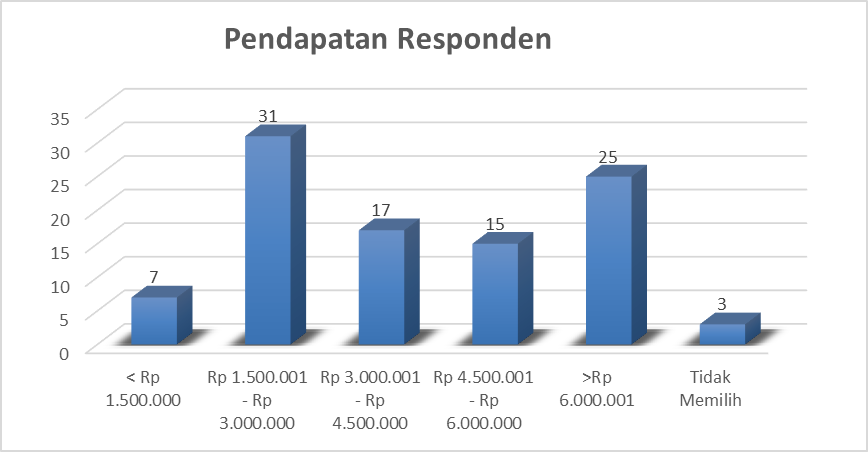 Pendapatan Responden
35
30
25
20
15
10
5
0
7
31
17
15
25
3
< Rp
1.500.000
Rp 1.500.001
- Rp
3.000.000
Rp 3.000.001
- Rp
4.500.000
Rp 4.500.001
- Rp
6.000.000
>Rp
6.000.001
Tidak
Memilih